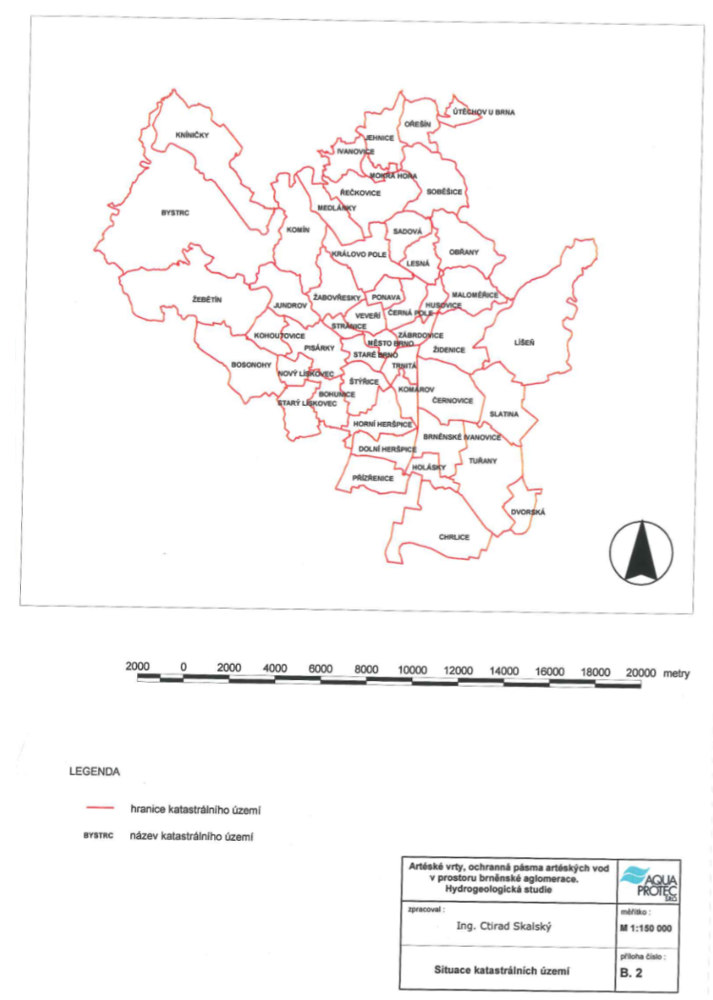 ÚTĚCHOV U BRNA
OŘEŠÍN
KNÍNIČKY
JEHNICE
IVANOVICE
MOKRÁ HORA
ŘEČKOVICE
SOBĚŠICE
MEDLÁNKY
BYSTRC
KOMÍN
SADOVÁ
OBŘANY
KRÁLOVO POLE
LESNÁ
ŽEBĚTÍN
ŽABOVŘESKY
PONAVA
MALOMĚŘICE
JUNDROV
HUSOVICE
VEVEŘÍ
ČERNÁ POLE
STRÁNICE
KOHOUTOVICE
ZÁBRDOVICE
MĚSTO BRNO
LÍŠEŇ
PISÁRKY
ŽIDENICE
STARÉ BRNO
BOSONOHY
TRNITÁ
NOVÝ LÍSKOVEC
ŠTÝŘICE
KOMÁROV
BOHUNICE
STARÝ LÍSKOVEC
ČERNOVICE
SLATINA
HORNÍ HERŠPICE
BRNĚNSKÉ IVANOVICE
DOLNÍ HERŠPICE
TUŘANY
HOLÁSKY
PŘÍZŘENICE
DVORSKÁ
CHRLICE
2000 0 2000 4000 6000 8000 10000 12000 14000 16000 18000 20000 metry
LEGENDA
hranice katastrálního území
BYSTRC název katastrálního území
Artéské vrty, ochranná pásma artéských vod
v prostoru brněnské aglomerace.
Hydrogeologická studie
AQUA
PROTEC
s.r.o.
zpracoval :
Ing. Ctirad Skalský
měřítko :
M 1:150 000
Situace katastrálních území
příloha číslo :
B. 2